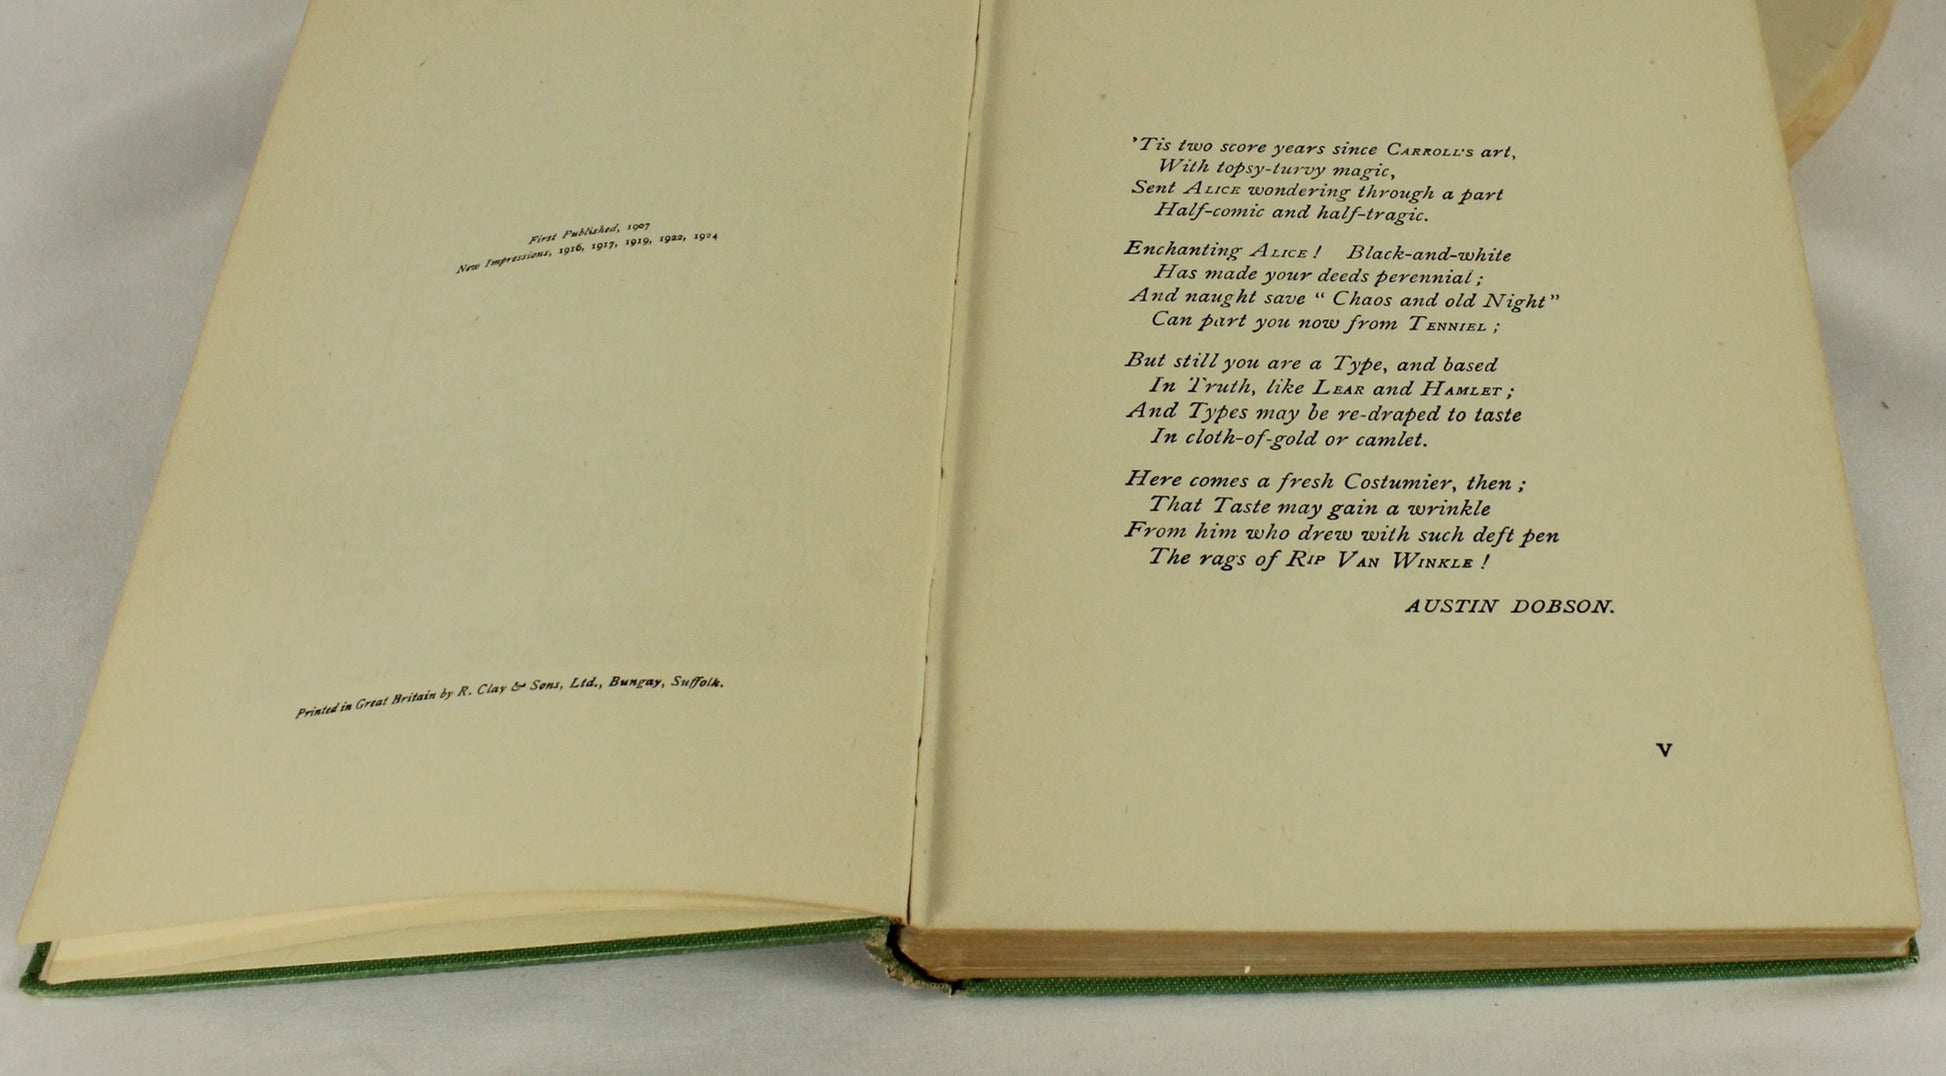 First Published, 1907
New Impressions, 1916, 1917, 1919, 1922, 1924
Printed in Great Britain by R. Clay & Sons, Ltd., Bungay, Suffolk.
'Tis two score years since CARROLL'S art,
With topsy-turvy magic,
Sent ALICE wondering through a part
Half-comic and half-tragic.
Enchanting ALICE! Black-and-white
Has made your deeds perennial;
And naught save "Chaos and old Night"
Can part you now from TENNIEL;
But still you are a Type, and based
In Truth, like LEAR and HAMLET;
And Types may be re-draped to taste
In cloth-of-gold or camlet.
Here comes a fresh Costumier, then;
That Taste may gain a wrinkle
From him who drew with such deft pen
The rags of RIP VAN WINKLE!
AUSTIN DOBSON.
v